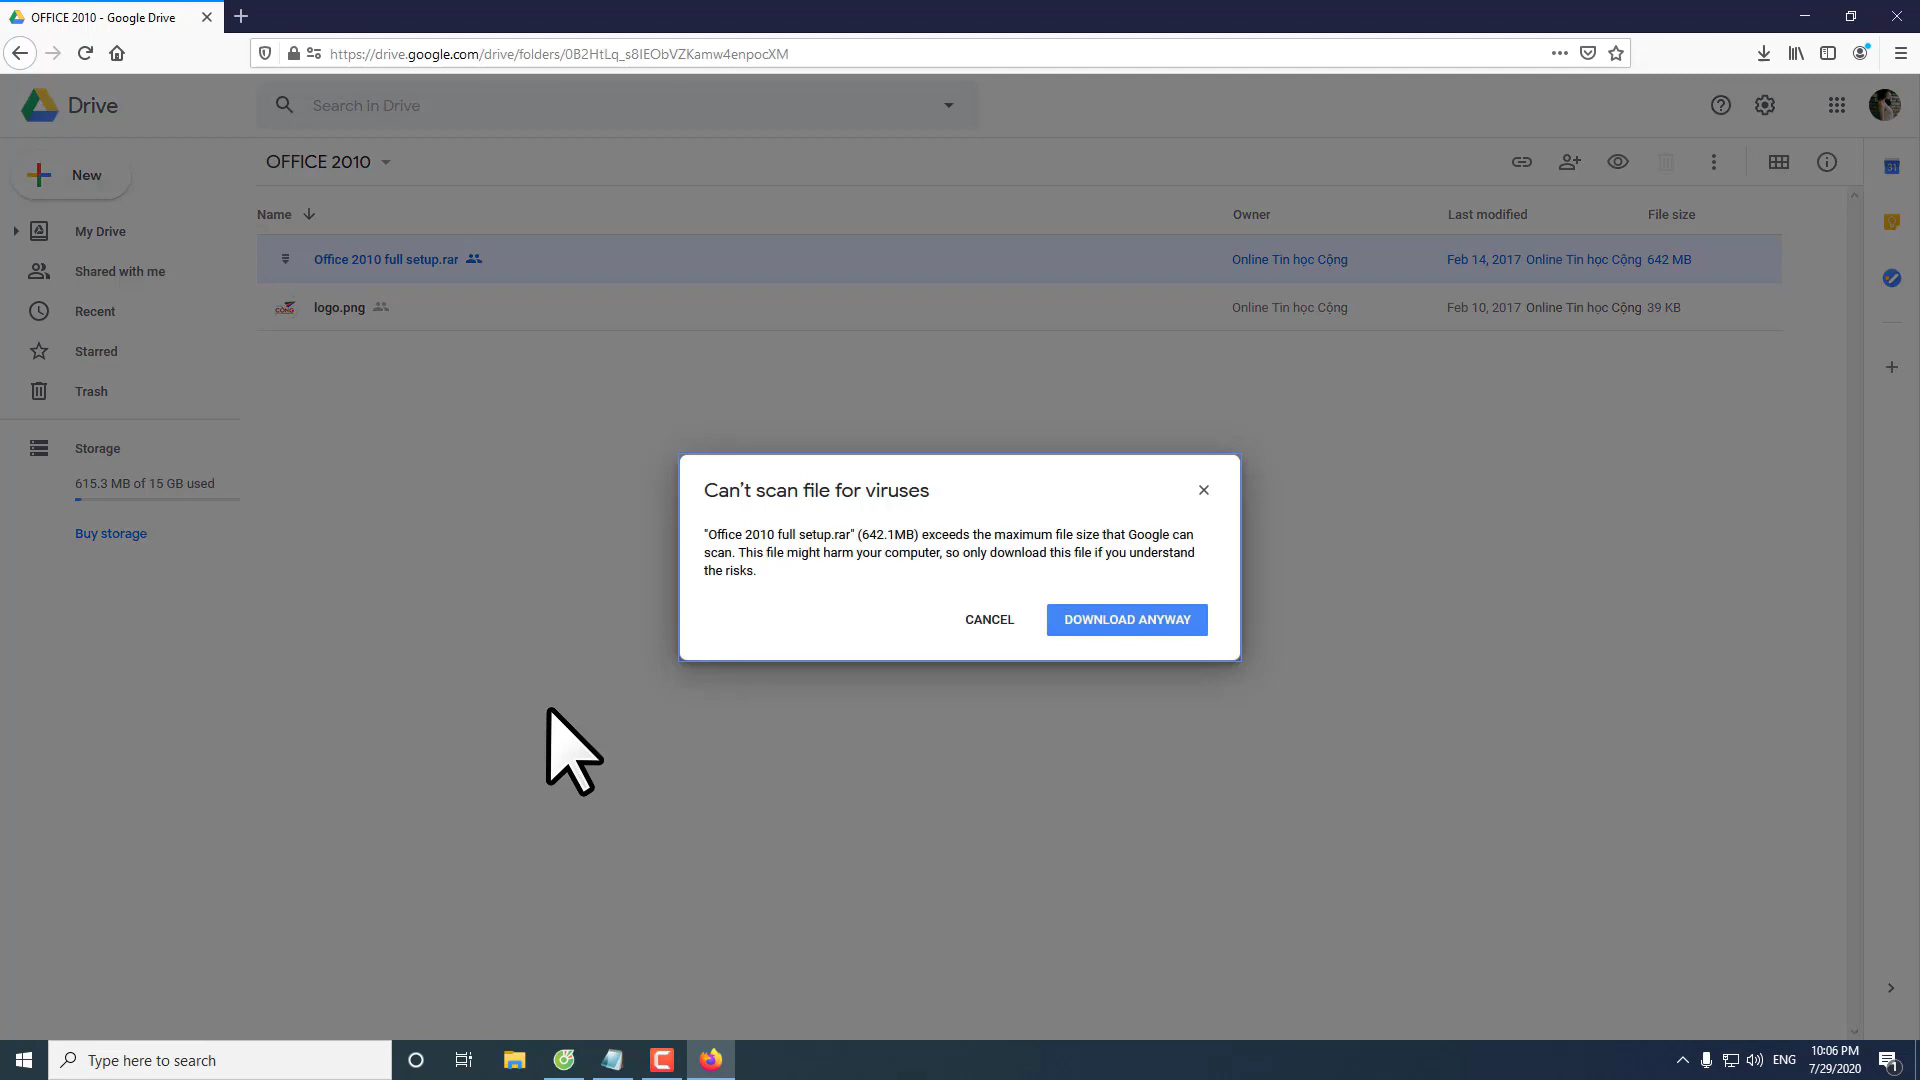 OFFICE 2010 - Google Drive
https://drive.google.com/drive/folders/0B2HtLq_s8IEObVZKamw4enpocXM
Drive
Search in Drive
New
OFFICE 2010
Name
Owner
Last modified
File size
My Drive
Office 2010 full setup.rar
Online Tin học Cộng
Feb 14, 2017 Online Tin học Cộng
642 MB
Shared with me
logo.png
Online Tin học Cộng
Feb 10, 2017 Online Tin học Cộng
39 KB
CONG
Recent
Starred
Trash
Storage
615.3 MB of 15 GB used
Buy storage
31
Can't scan file for viruses
"Office 2010 full setup.rar" (642.1MB) exceeds the maximum file size that Google can
scan. This file might harm your computer, so only download this file if you understand
the risks.
CANCEL
DOWNLOAD ANYWAY
Type here to search
ENG
10:06 PM
7/29/2020
1